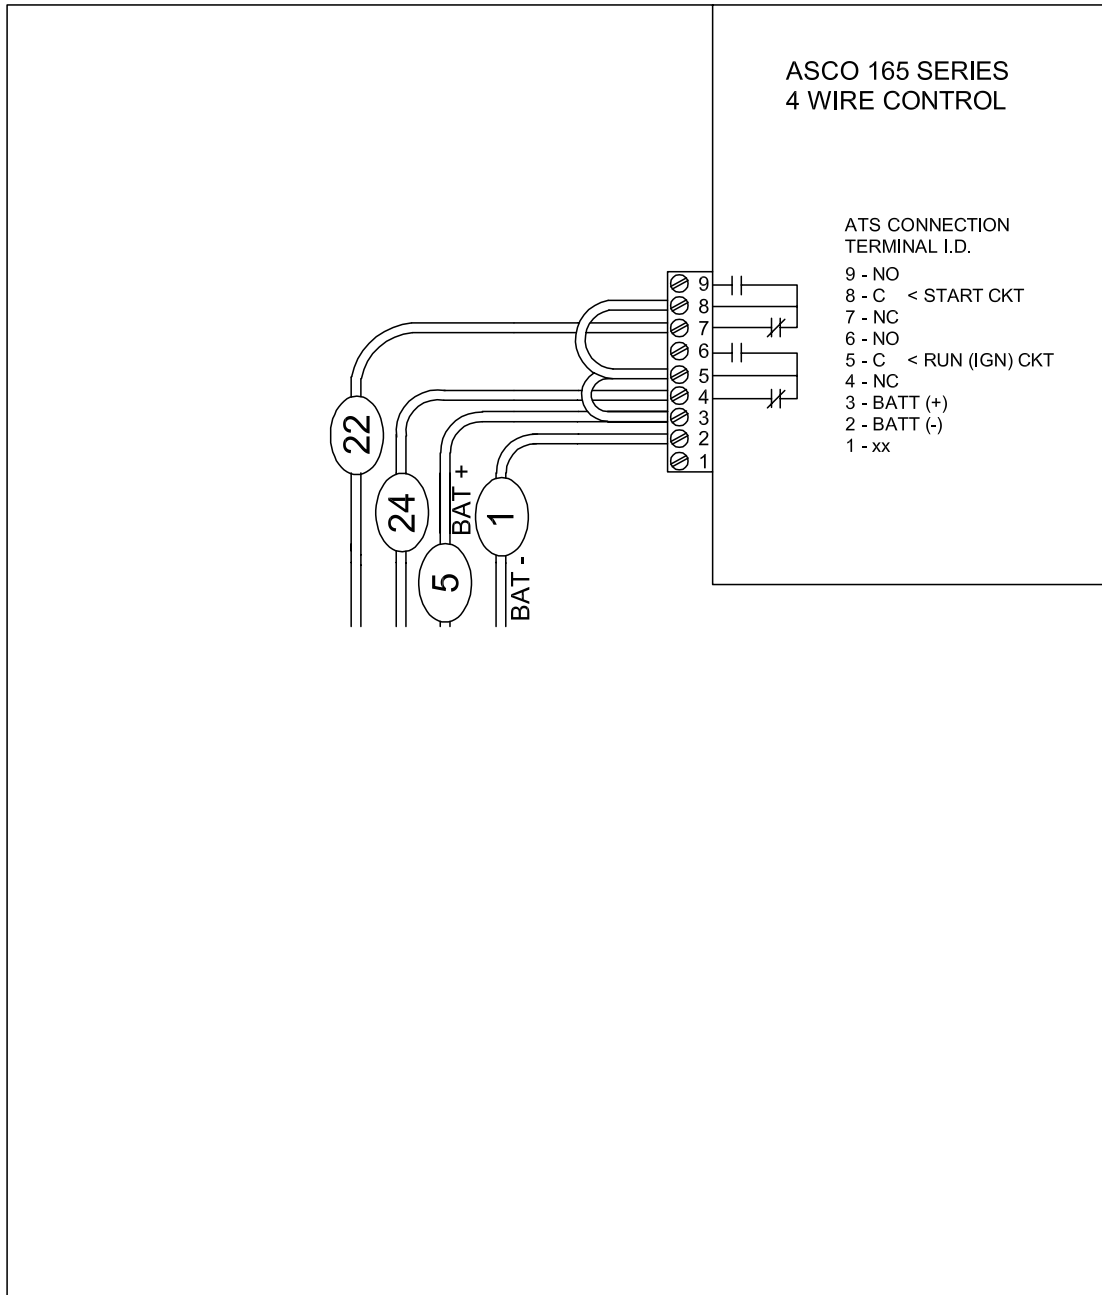 ASCO 165 SERIES
4 WIRE CONTROL
ATS CONNECTION
TERMINAL I.D.
9 - NO
8 - C < START CKT
7 - NC
6 - NO
5 - C < RUN (IGN) CKT
4 - NC
3 - BATT (+)
2 - BATT (-)
1 - xx
9
8
7
6
5
4
3
2
1
22
24
5
BAT +
1
BAT -